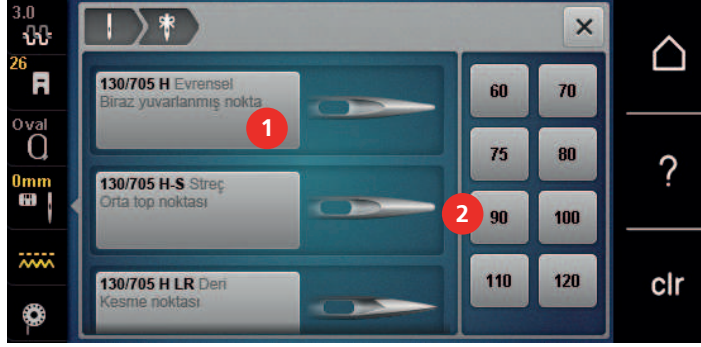 3.0
26
Oval
0mm
130/705 H Evrensel
Biraz yuvarlanmış nokta
1
130/705 H-S Streç
Orta top noktası
2
130/705 H LR Deri
Kesme noktası
60 70
75 80
90 100
110 120
?
clr